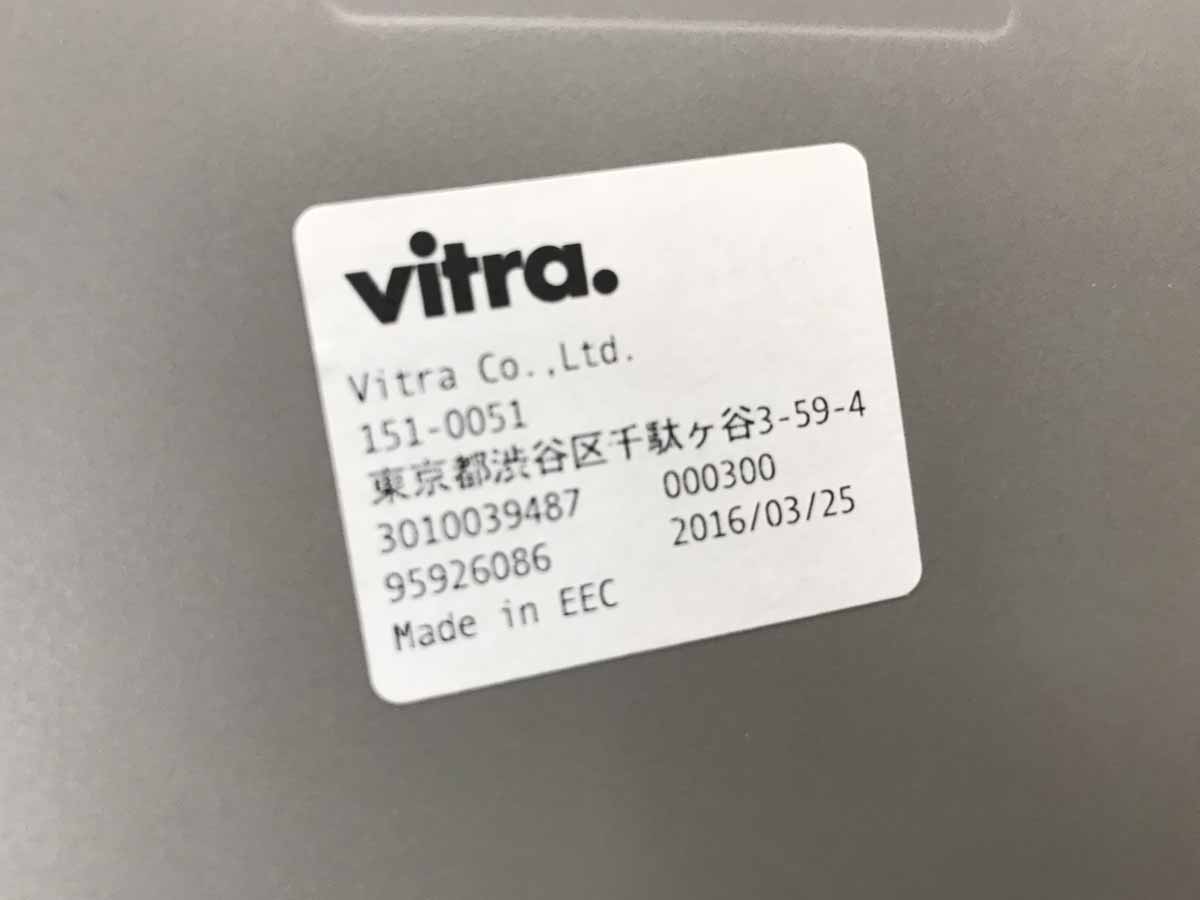 vitra.
Vitra Co.,Ltd.
151-0051
東京都渋谷区千駄ヶ谷3-59-4
3010039487 000300
95926086 2016/03/25
Made in EEC